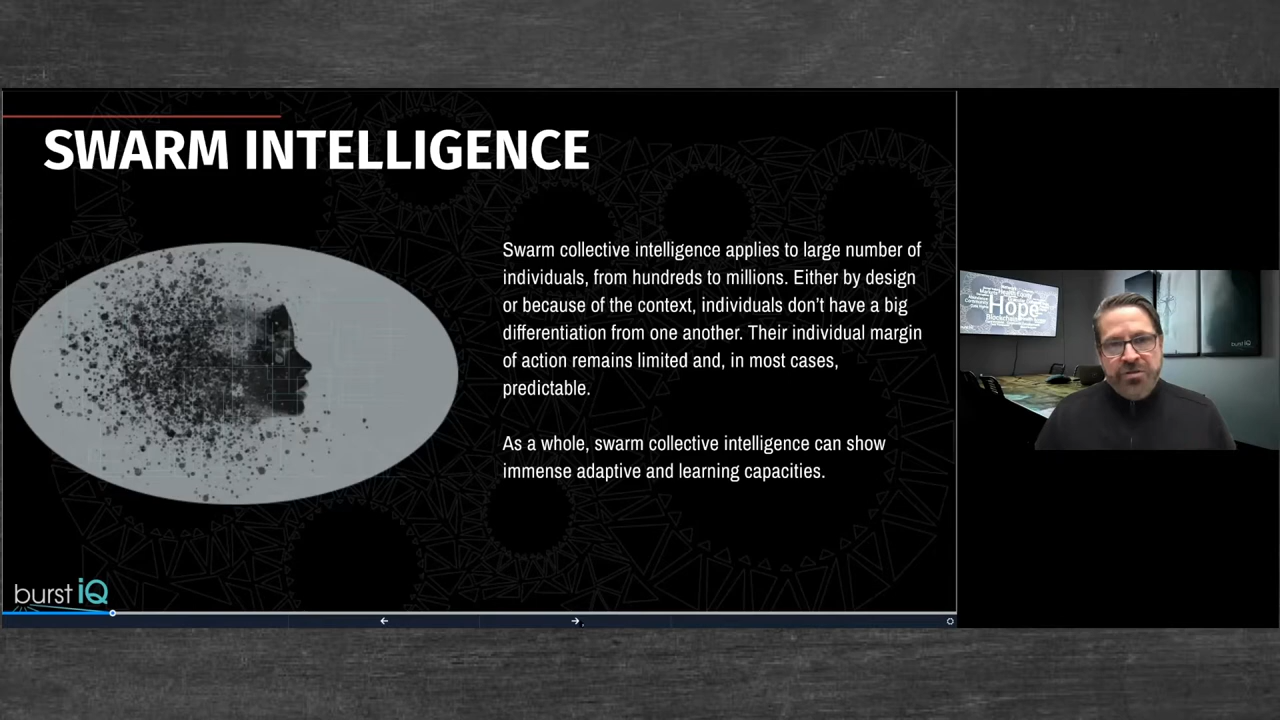 SWARM INTELLIGENCE
Swarm collective intelligence applies to large number of
individuals, from hundreds to millions. Either by design
or because of the context, individuals don't have a big
differentiation from one another. Their individual margin
of action remains limited and, in most cases,
predictable.
As a whole, swarm collective intelligence can show
immense adaptive and learning capacities.
burst iQ
Hope
burst iQ